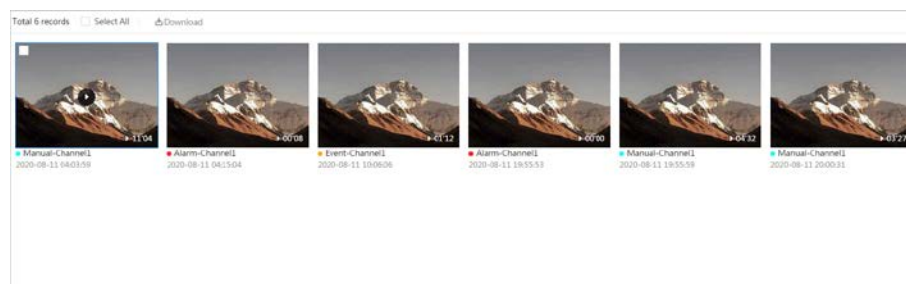 Total 6 records Select All Download
11'04 00'08 01'12 00'00 04'32 03'27
Manual-Channel1 Alarm-Channel1 Event-Channel1 Alarm-Channel1 Manual-Channel1 Manual-Channel1
2020-08-11 04:03:59 2020-08-11 04:15:04 2020-08-11 10:06:06 2020-08-11 19:55:53 2020-08-11 19:55:59 2020-08-11 20:00:31